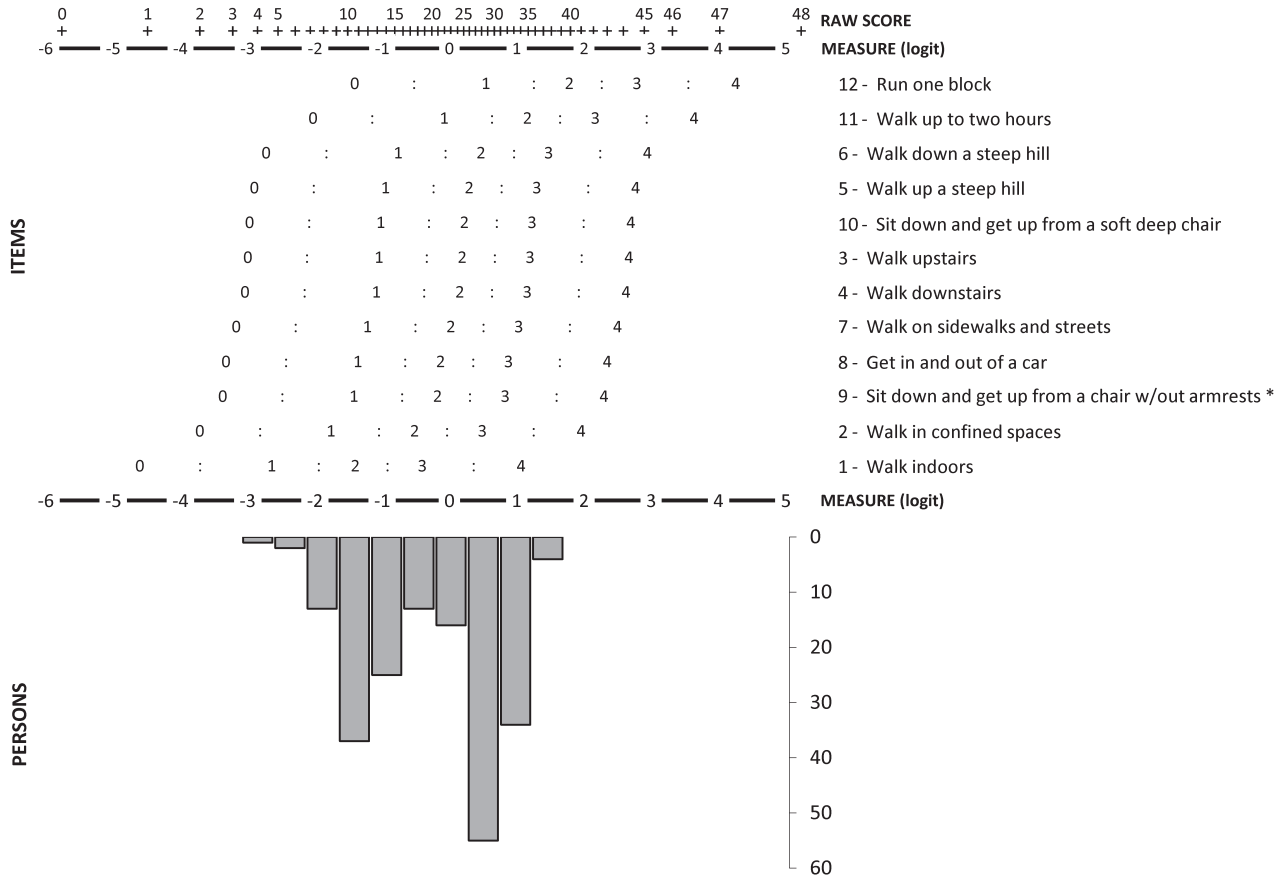 0 1 2 3 4 5 10 15 20 25 30 35 40 45 46 47 48 RAW SCORE
-6 -5 -4 -3 -2 -1 0 1 2 3 4 5 MEASURE (logit)
0 : 1 : 2 : 3 : 4 12 - Run one block
0 : 1 : 2 : 3 : 4 11 - Walk up to two hours
0 : 1 : 2 : 3 : 4 6 - Walk down a steep hill
0 : 1 : 2 : 3 : 4 5 - Walk up a steep hill
0 : 1 : 2 : 3 : 4 10 - Sit down and get up from a soft deep chair
0 : 1 : 2 : 3 : 4 3 - Walk upstairs
0 : 1 : 2 : 3 : 4 4 - Walk downstairs
0 : 1 : 2 : 3 : 4 7 - Walk on sidewalks and streets
0 : 1 : 2 : 3 : 4 8 - Get in and out of a car
0 : 1 : 2 : 3 : 4 9 - Sit down and get up from a chair w/out armrests *
0 : 1 : 2 : 3 : 4 2 - Walk in confined spaces
0 : 1 : 2 : 3 : 4 1 - Walk indoors
ITEMS
-6 -5 -4 -3 -2 -1 0 1 2 3 4 5 MEASURE (logit)
0
10
20
30
40
50
60
PERSONS